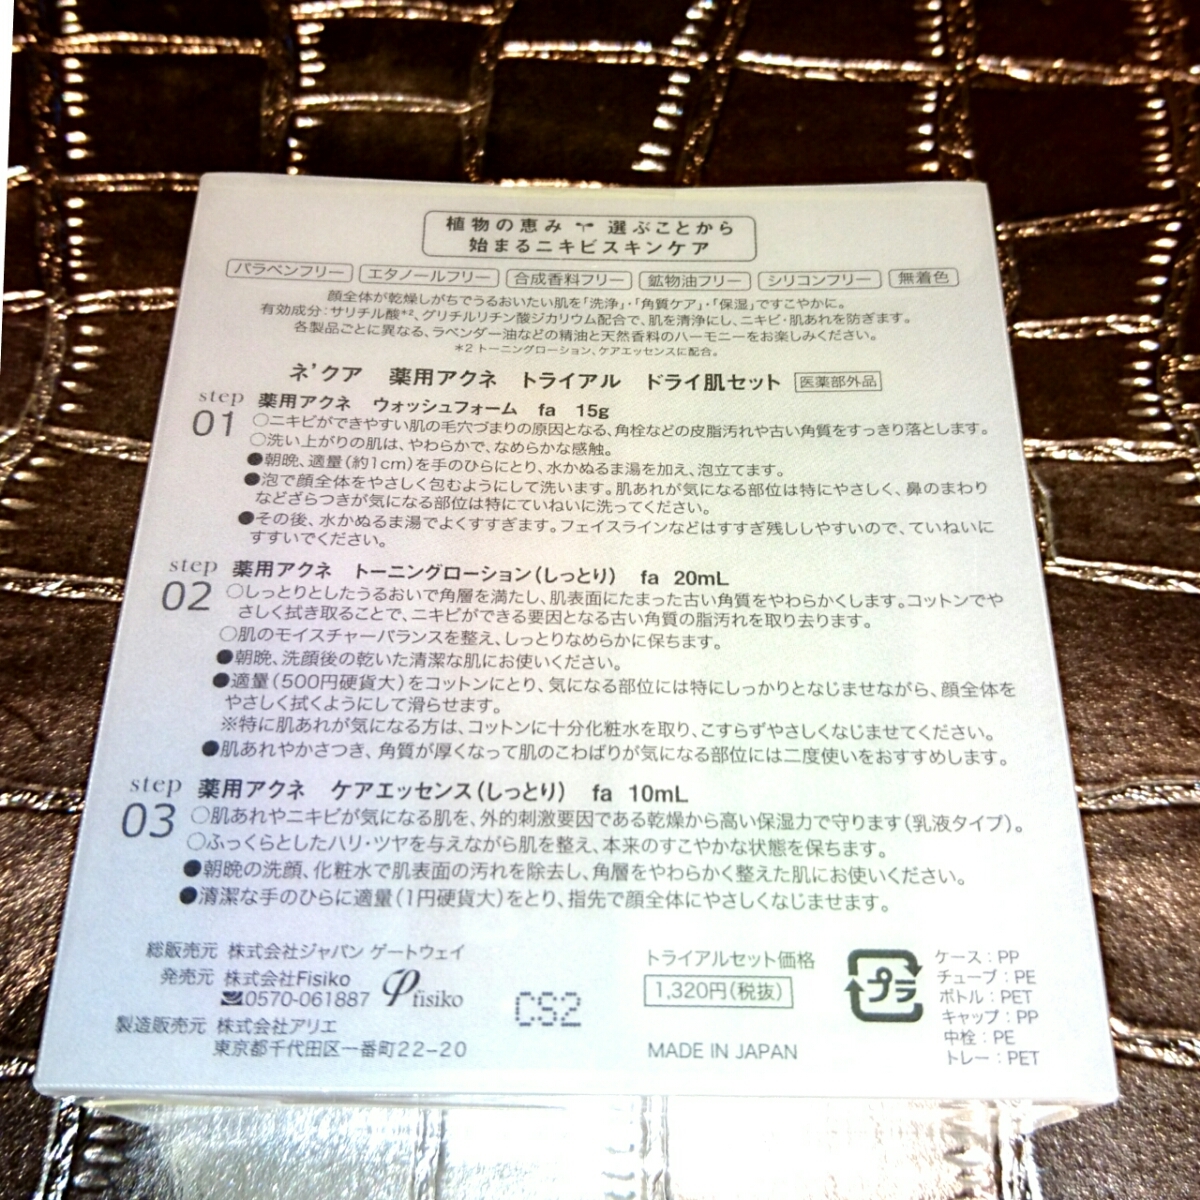 植物の恵み 選ぶことから
始まるニキビスキンケア
パラベンフリー エタノールフリー 合成香料フリー 鉱物油フリー シリコンフリー 無着色
顔全体が乾燥しがちでうるおいたい肌を「洗浄」・「角質ケア」・「保湿」ですこやかに。
有効成分：サリチル酸*2、グリチルリチン酸ジカリウム配合で、肌を清浄にし、ニキビ・肌あれを防ぎます。
各製品ごとに異なる、ラベンダー油などの精油と天然香料のハーモニーをお楽しみください。
*2 トーニングローション、ケアエッセンスに配合。
ネ'クア 薬用アクネ トライアル ドライ肌セット 医薬部外品
step 01 薬用アクネ ウォッシュフォーム fa 15g
○ニキビができやすい肌の毛穴づまりの原因となる、角栓などの皮脂汚れや古い角質をすっきり落とします。
○洗い上がりの肌は、やわらかで、なめらかな感触。
●朝晩、適量（約1cm）を手のひらにとり、水かぬるま湯を加え、泡立てます。
●泡で顔全体をやさしく包むようにして洗います。肌あれが気になる部位は特にやさしく、鼻のまわり
などざらつきが気になる部位は特にていねいに洗ってください。
●その後、水かぬるま湯でよくすすぎます。フェイスラインなどはすすぎ残ししやすいので、ていねいに
すすいでください。
step 02 薬用アクネ トーニングローション（しっとり） fa 20mL
○しっとりとしたうるおいで角層を満たし、肌表面にたまった古い角質をやわらかくします。コットンでや
さしく拭き取ることで、ニキビができる要因となる古い角質の脂汚れを取り去ります。
○肌のモイスチャーバランスを整え、しっとりなめらかに保ちます。
●朝晩、洗顔後の乾いた清潔な肌にお使いください。
●適量（500円硬貨大）をコットンにとり、気になる部位には特にしっかりとなじませながら、顔全体を
やさしく拭くようにして滑らせます。
※特に肌あれが気になる方は、コットンに十分化粧水を取り、こすらずやさしくなじませてください。
●肌あれやかさつき、角質が厚くなって肌のこわばりが気になる部位には二度使いをおすすめします。
step 03 薬用アクネ ケアエッセンス（しっとり） fa 10mL
○肌あれやニキビが気になる肌を、外的刺激要因である乾燥から高い保湿力で守ります（乳液タイプ）。
○ふっくらとしたハリ・ツヤを与えながら肌を整え、本来のすこやかな状態を保ちます。
●朝晩の洗顔、化粧水で肌表面の汚れを除去し、角層をやわらかく整えた肌にお使いください。
●清潔な手のひらに適量（1円硬貨大）をとり、指先で顔全体にやさしくなじませます。
総販売元 株式会社ジャパン ゲートウェイ
発売元 株式会社Fisiko
0570-061887
fisiko
製造販売元 株式会社アリエ
東京都千代田区一番町22-20
CS2
トライアルセット価格
1,320円（税抜）
MADE IN JAPAN
プラ
ケース：PP
チューブ：PE
ボトル：PET
キャップ：PP
中栓：PE
トレー：PET